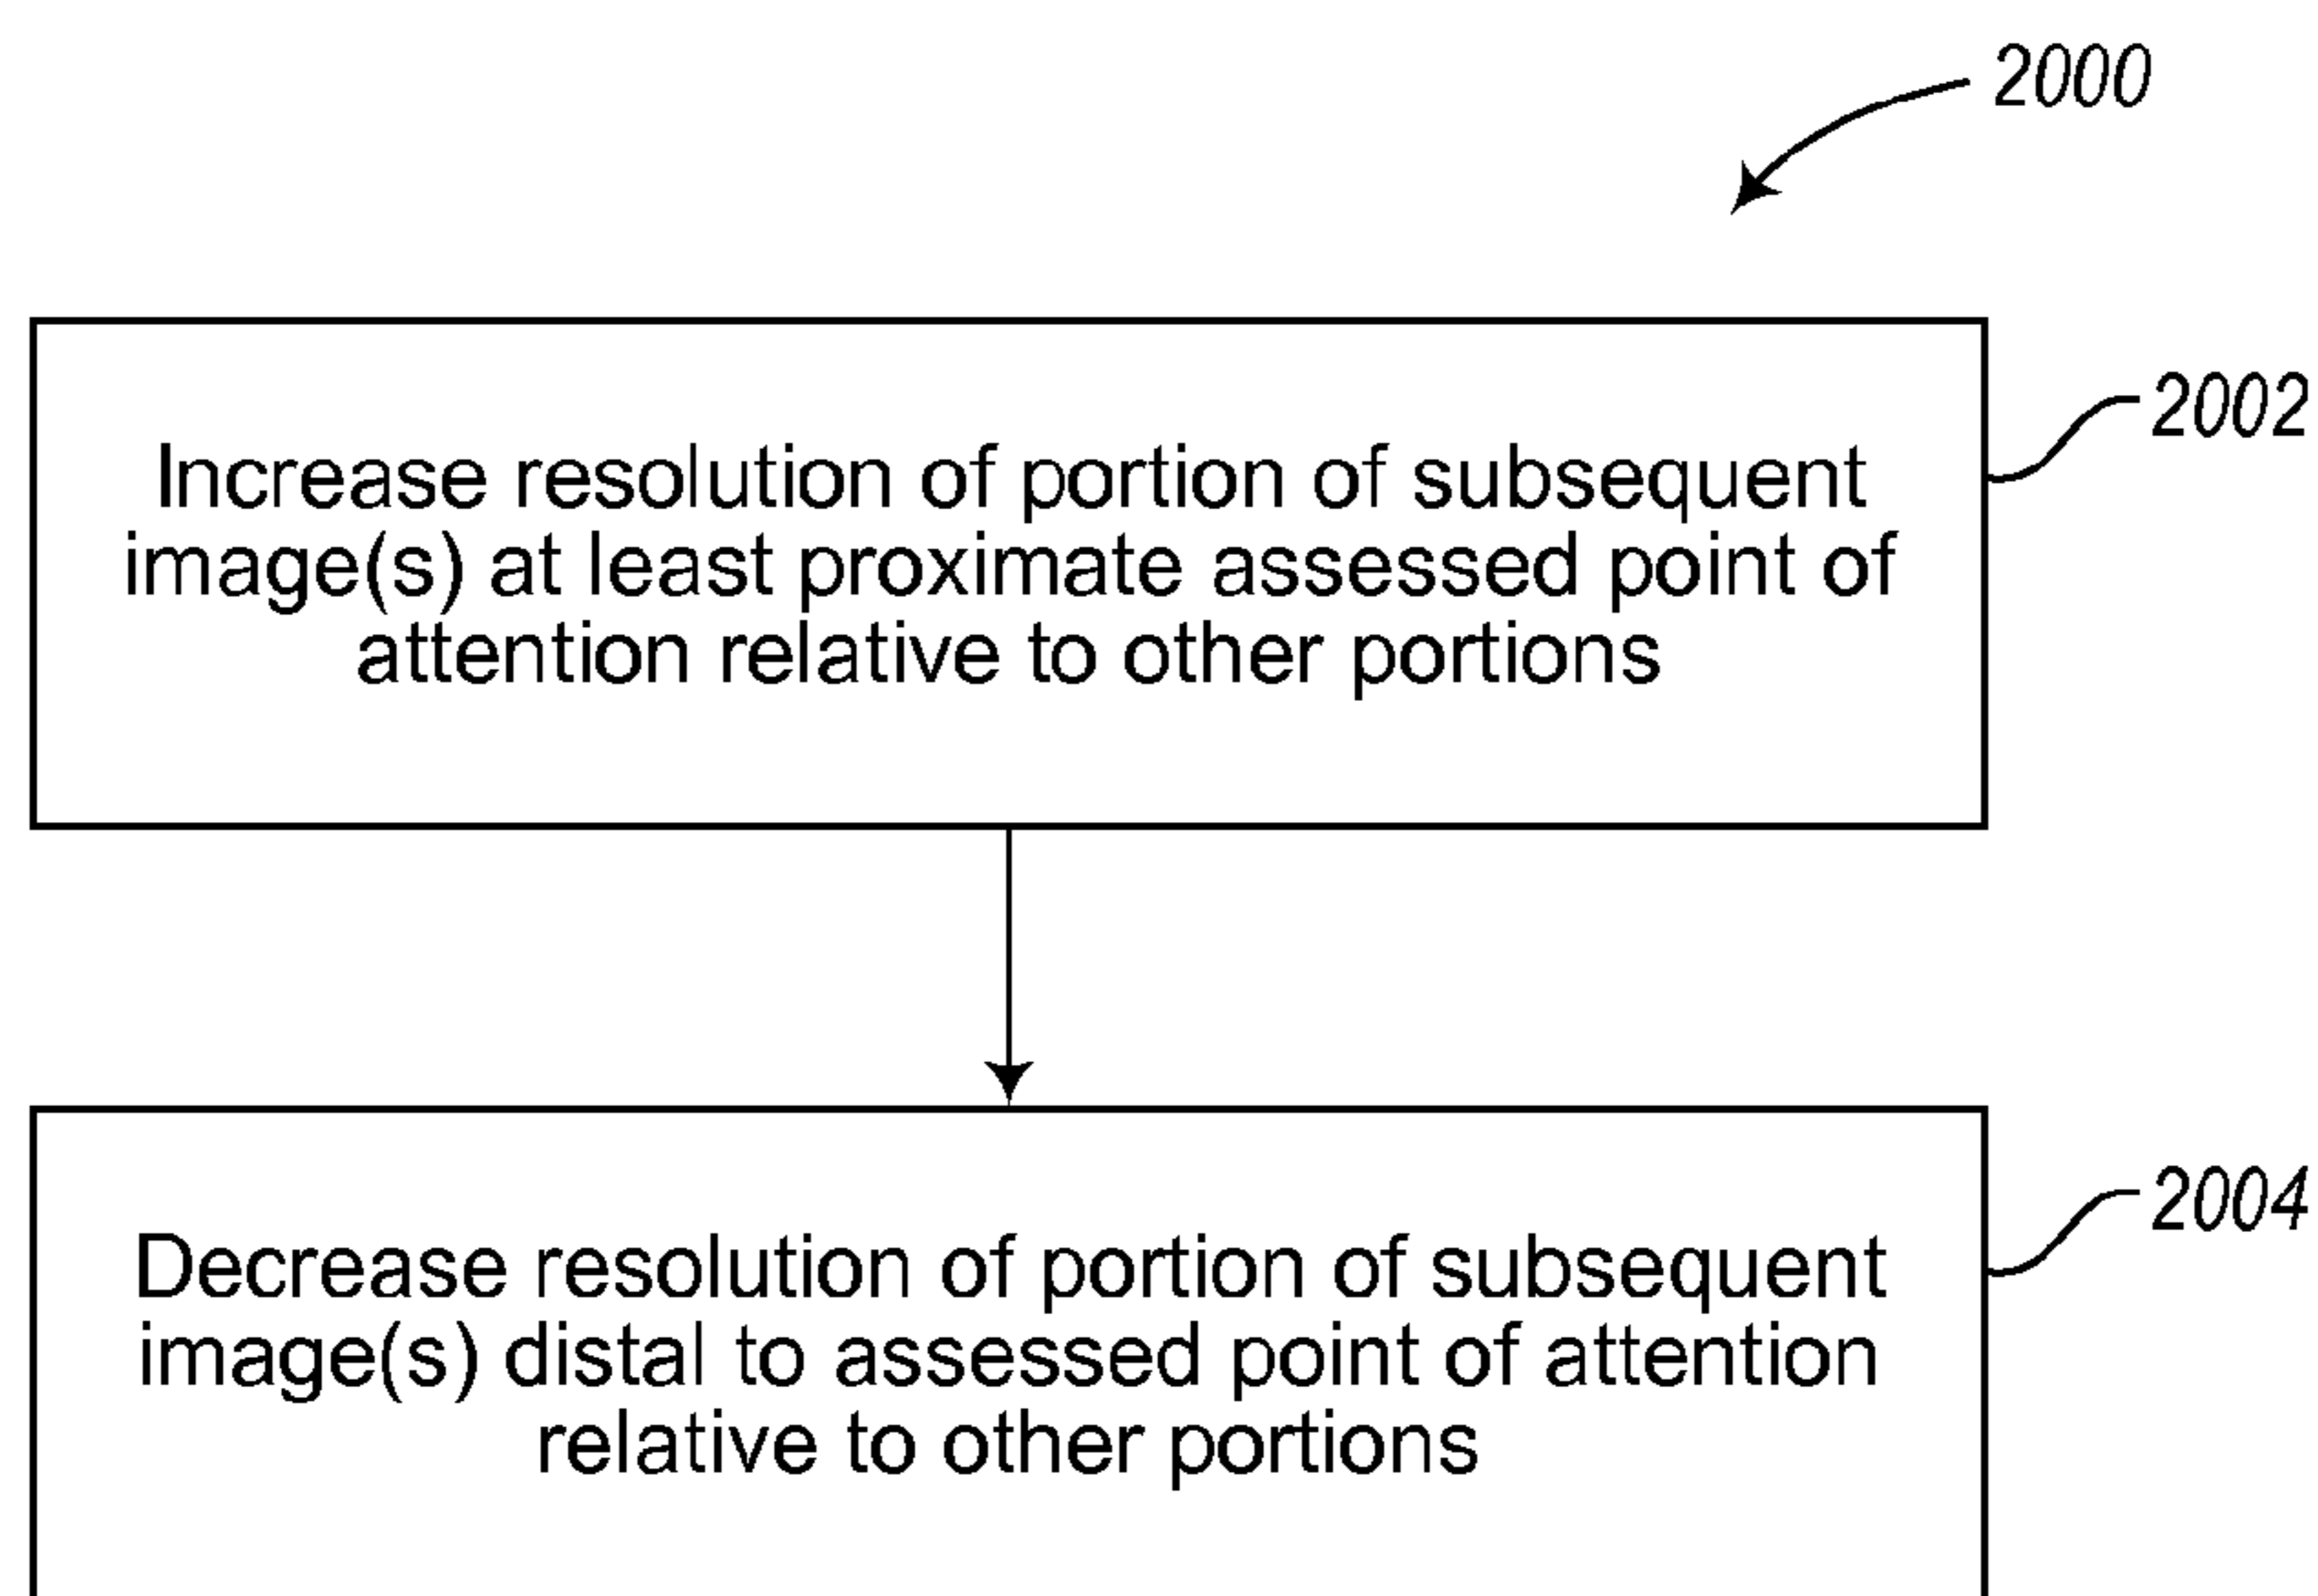 2000
2002
Increase resolution of portion of subsequent
image(s) at least proximate assessed point of
attention relative to other portions
2004
Decrease resolution of portion of subsequent
image(s) distal to assessed point of attention
relative to other portions